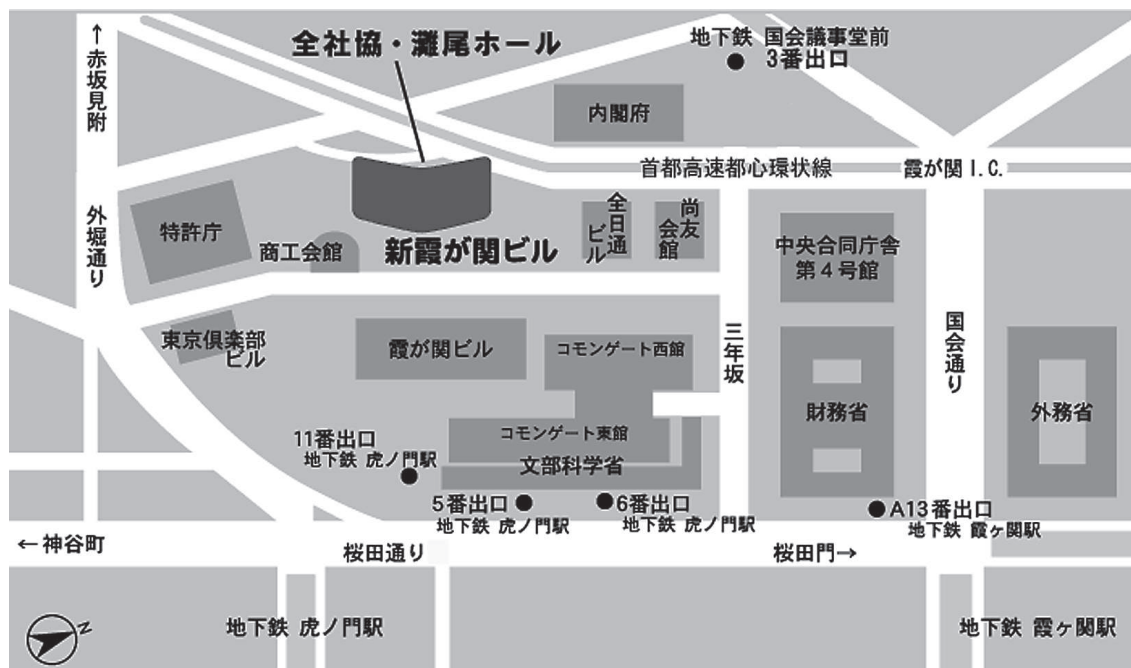 ←赤坂見附
全社協・灘尾ホール
地下鉄 国会議事堂前
3番出口
内閣府
首都高速都心環状線
霞が関 I.C.
外堀通り
特許庁
商工会館
新霞が関ビル
全日通
ビル
尚友
会館
中央合同庁舎
第4号館
東京倶楽部
ビル
霞が関ビル
コモンゲート西館
三年坂
国会通り
財務省
外務省
コモンゲート東館
文部科学省
11番出口
地下鉄 虎ノ門駅
5番出口
地下鉄 虎ノ門駅
6番出口
地下鉄 虎ノ門駅
A13番出口
地下鉄 霞ヶ関駅
←神谷町
桜田通り
桜田門→
N
地下鉄 虎ノ門駅
地下鉄 霞ヶ関駅